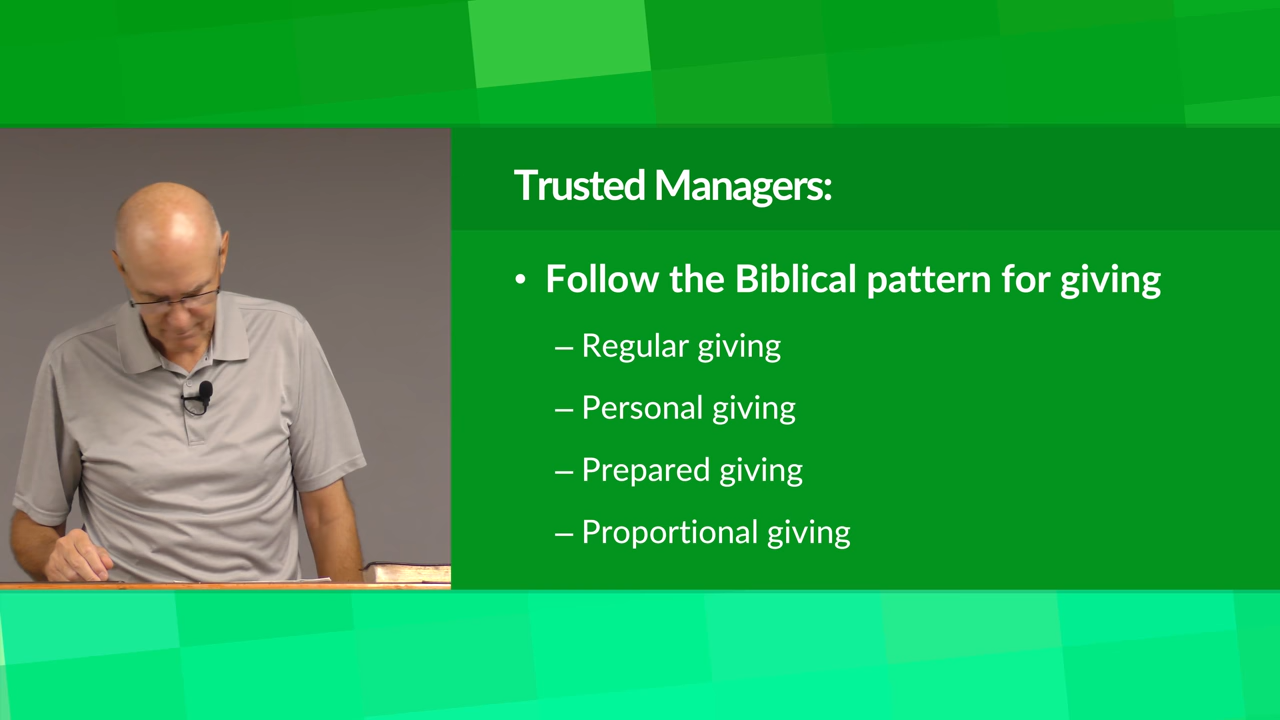 Trusted Managers:
• Follow the Biblical pattern for giving
– Regular giving
– Personal giving
– Prepared giving
– Proportional giving